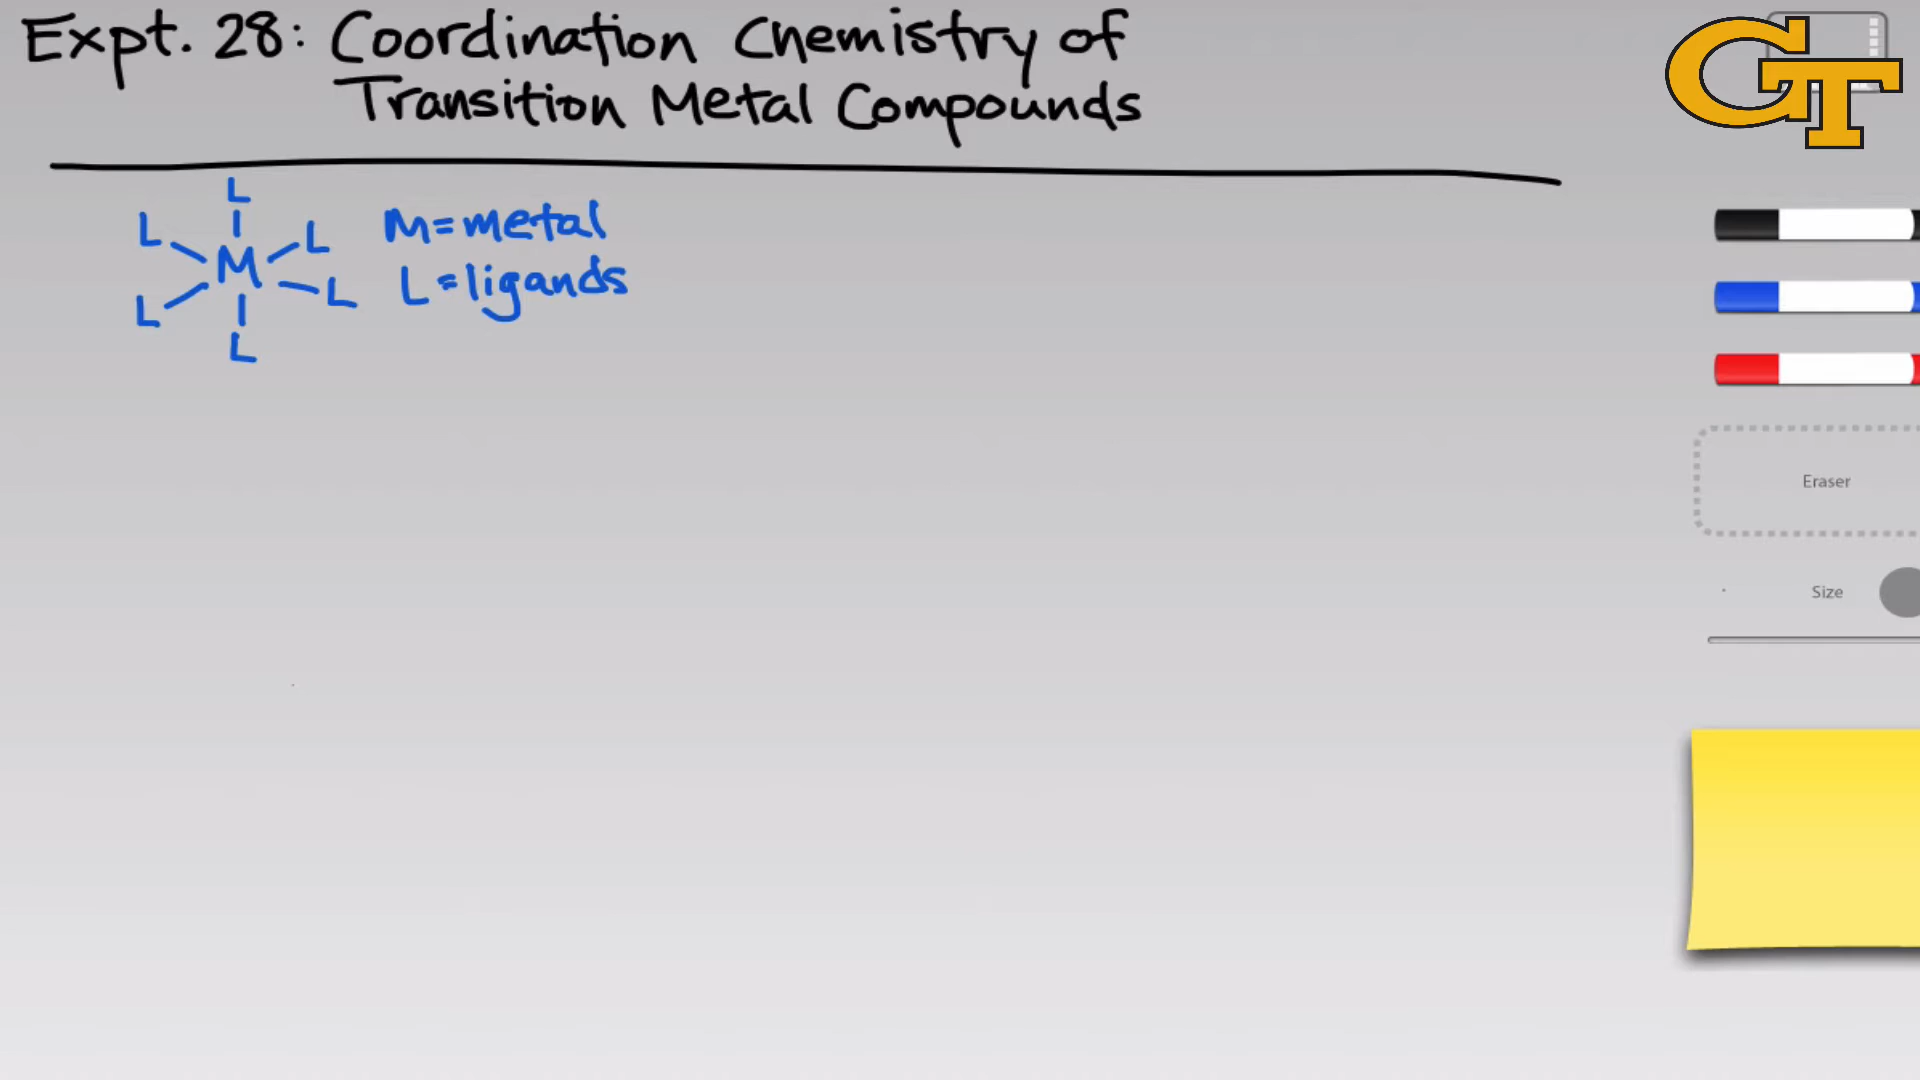 Expt. 28: Coordination Chemistry of
Transition Metal Compounds
GT
L
L L
M
L L
L
M = metal
L = ligands
Eraser
Size